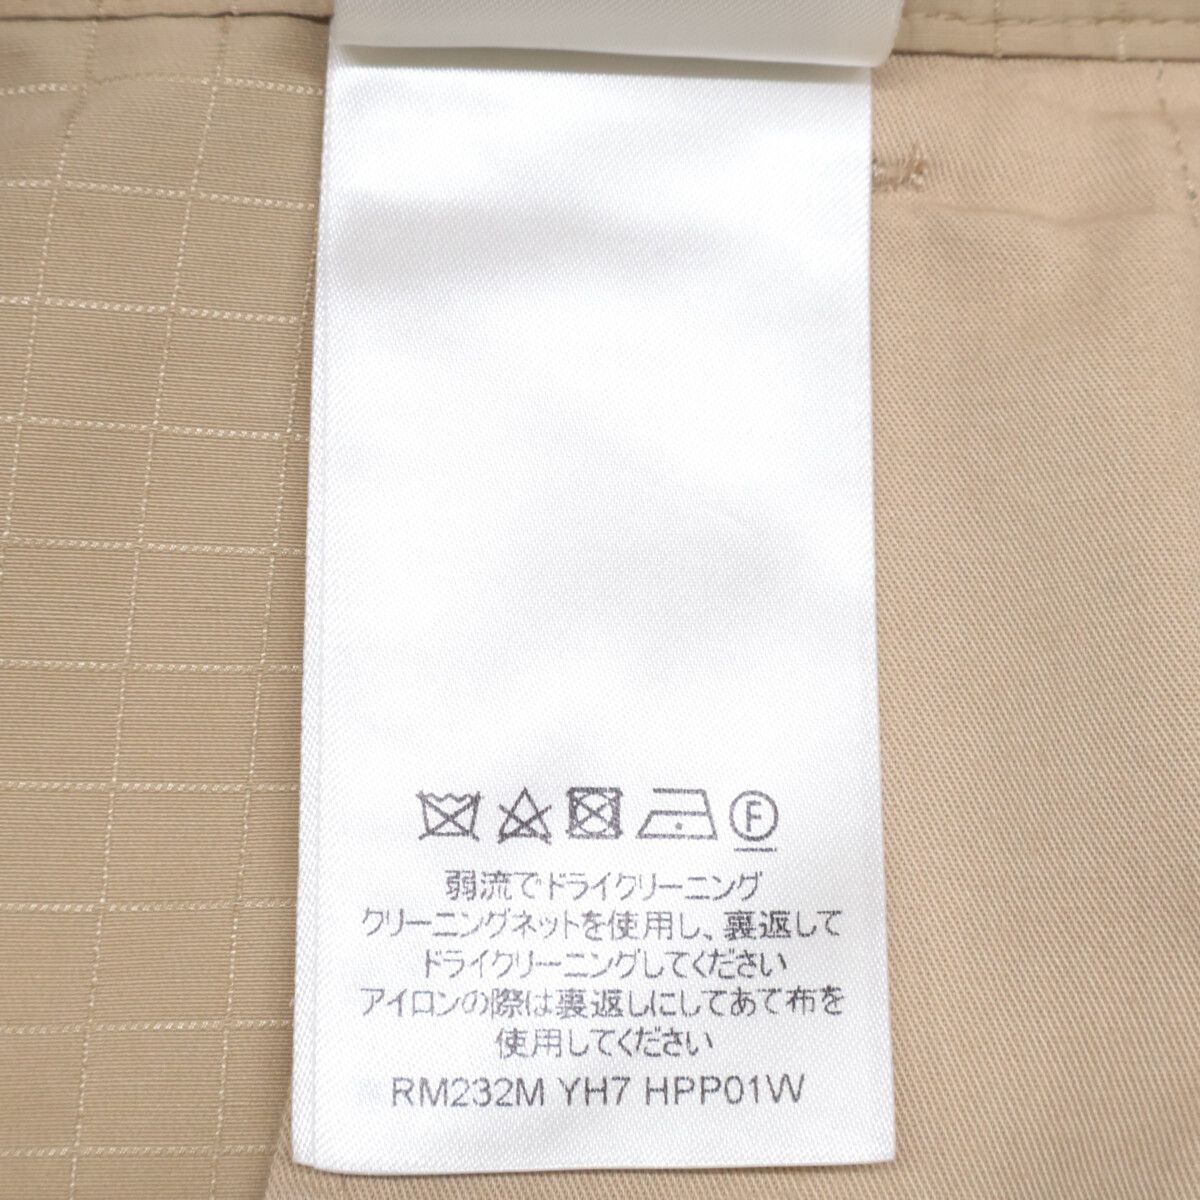 F
弱流でドライクリーニング
クリーニングネットを使用し、裏返して
ドライクリーニングしてください
アイロンの際は裏返しにしてあて布を
使用してください
RM232M YH7 HPP01W